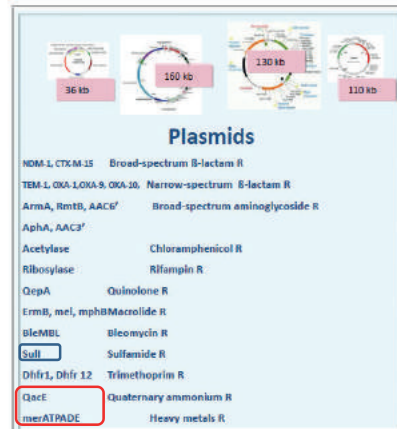 36 kb
160 kb
130 kb
110 kb
Plasmids
NDM-1, CTX-M-15 Broad-spectrum ß-lactam R
TEM-1, OXA-1,OXA-9, OXA-10, Narrow-spectrum ß-lactam R
ArmA, RmtB, AAC6' Broad-spectrum aminoglycoside R
AphA, AAC3'
Acetylase Chloramphenicol R
Ribosylase Rifampin R
QepA Quinolone R
ErmB, mel, mphBMacrolide R
BleMBL Bleomycin R
SulI Sulfamide R
Dhfr1, Dhfr 12 Trimethoprim R
QacE Quaternary ammonium R
merATPADE Heavy metals R